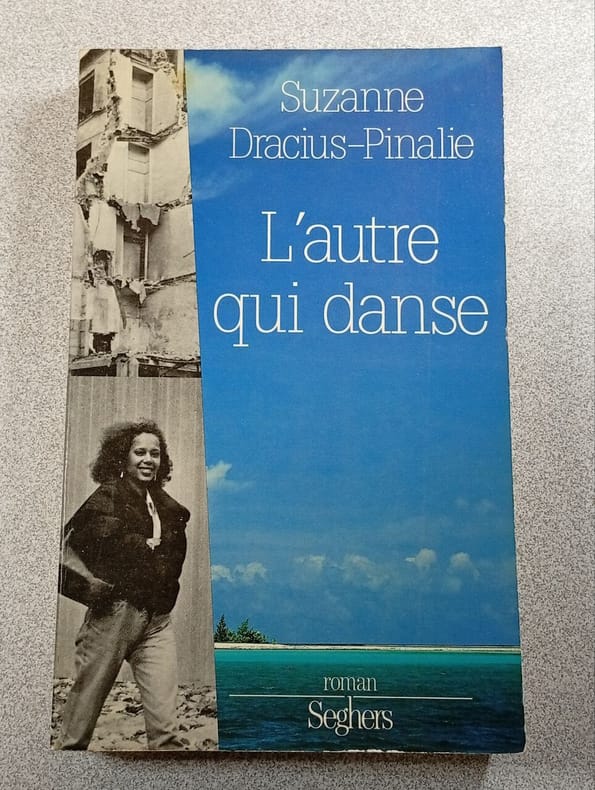 Suzanne
Dracius-Pinalie
L'autre
qui danse
roman
Seghers